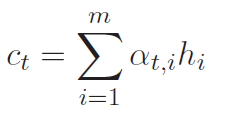 c_t = \sum_{i=1}^{m} \alpha_{t,i} h_i